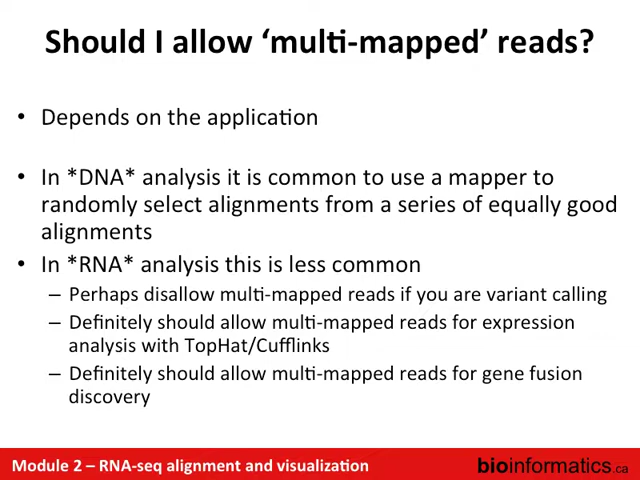 Should I allow ‘multi-mapped’ reads?
• Depends on the application
• In *DNA* analysis it is common to use a mapper to
randomly select alignments from a series of equally good
alignments
• In *RNA* analysis this is less common
– Perhaps disallow multi-mapped reads if you are variant calling
– Definitely should allow multi-mapped reads for expression
analysis with TopHat/Cufflinks
– Definitely should allow multi-mapped reads for gene fusion
discovery
Module 2 – RNA-seq alignment and visualization
bioinformatics.ca